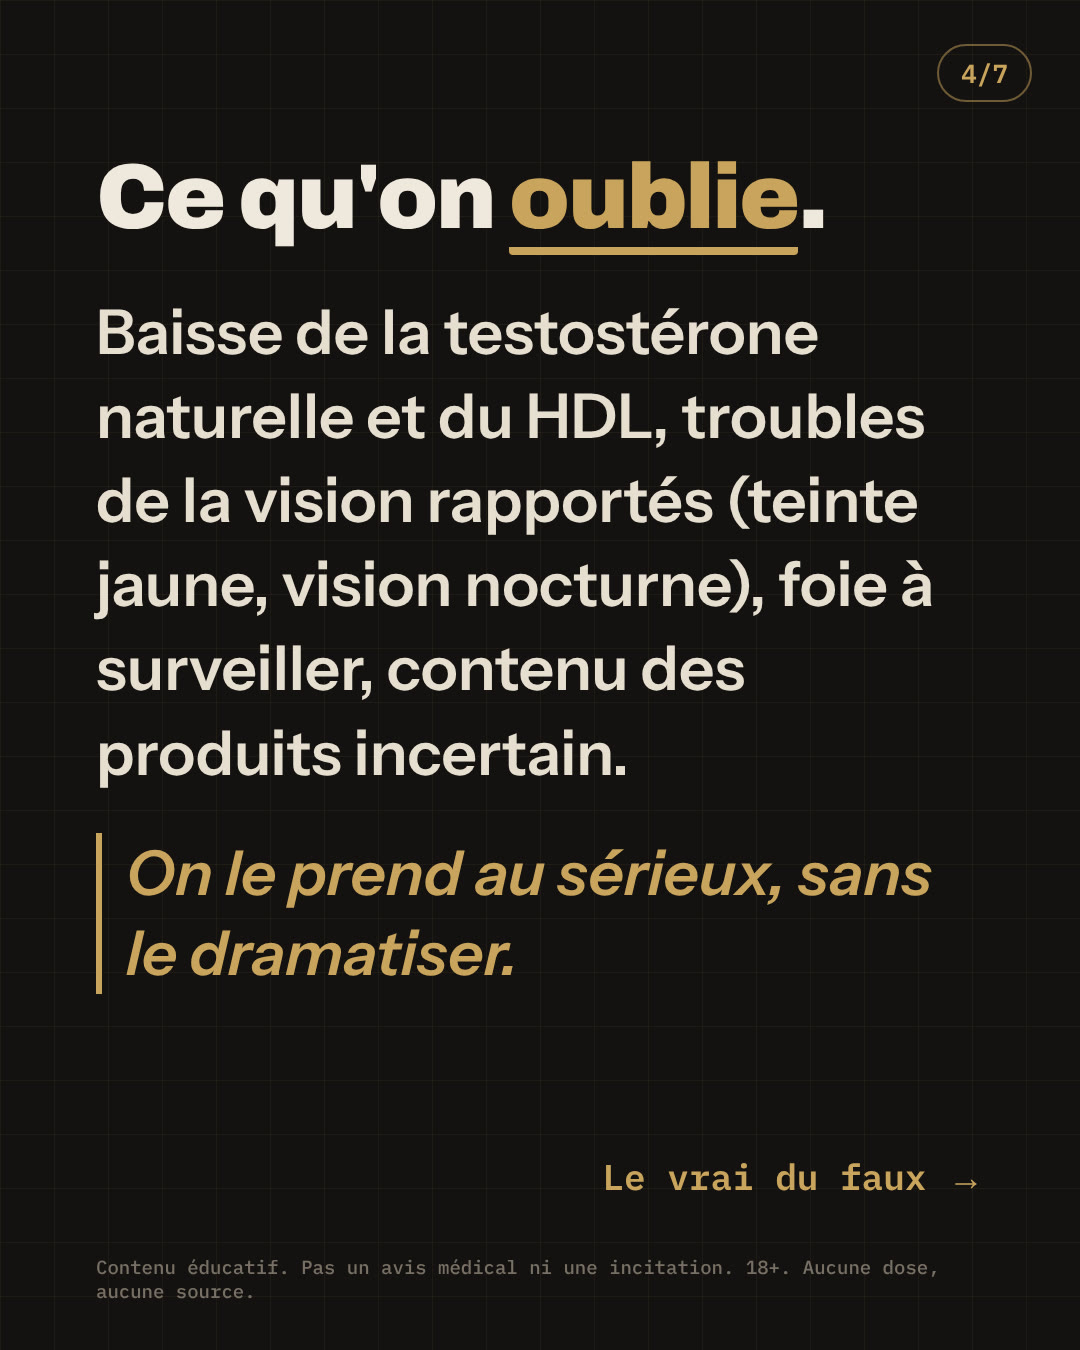 4/7
Ce qu'on oublie.
Baisse de la testostérone
naturelle et du HDL, troubles
de la vision rapportés (teinte
jaune, vision nocturne), foie à
surveiller, contenu des
produits incertain.
On le prend au sérieux, sans
le dramatiser.
Le vrai du faux →
Contenu éducatif. Pas un avis médical ni une incitation. 18+. Aucune dose,
aucune source.